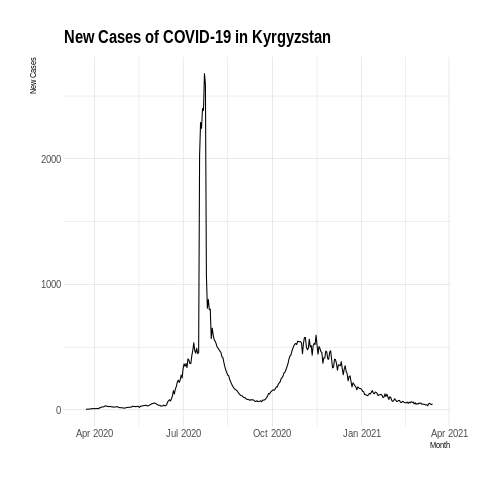 New Cases of COVID-19 in Kyrgyzstan
New Cases
2000
1000
0
Apr 2020 Jul 2020 Oct 2020 Jan 2021 Apr 2021
Month